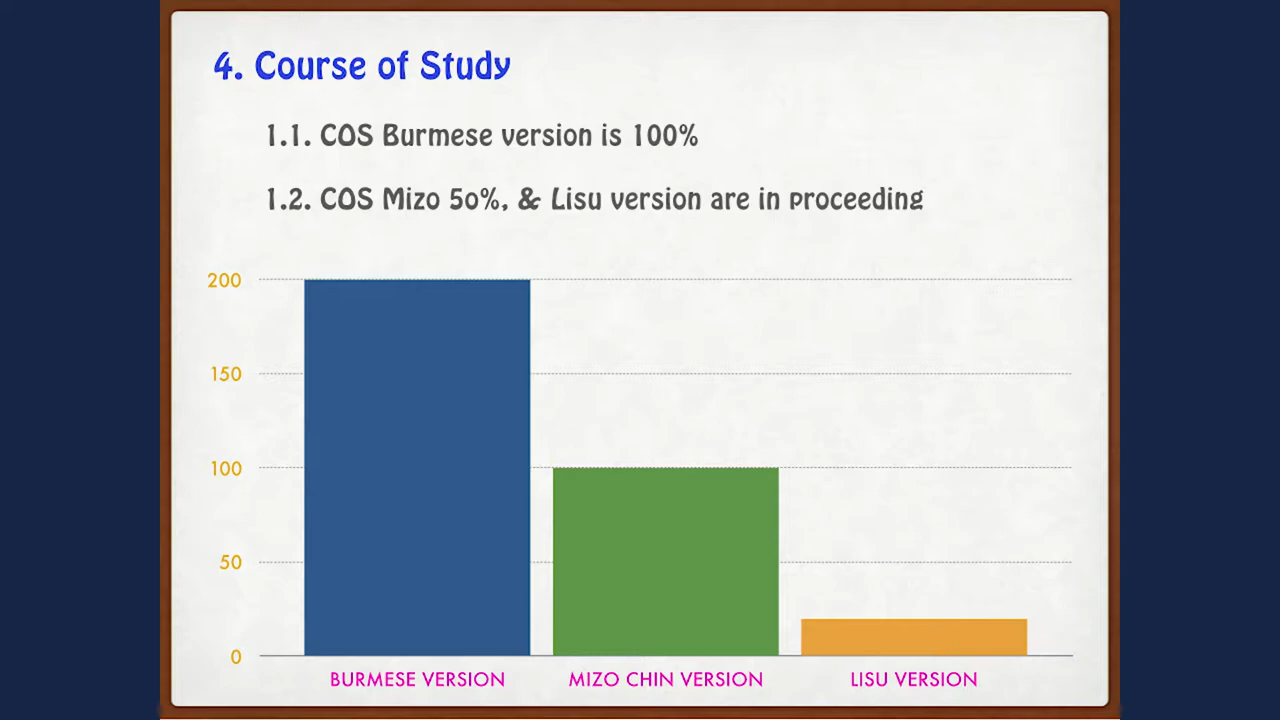 4. Course of Study
1.1. COS Burmese version is 100%
1.2. COS Mizo 50%, & Lisu version are in proceeding
200
150
100
50
0
BURMESE VERSION MIZO CHIN VERSION LISU VERSION